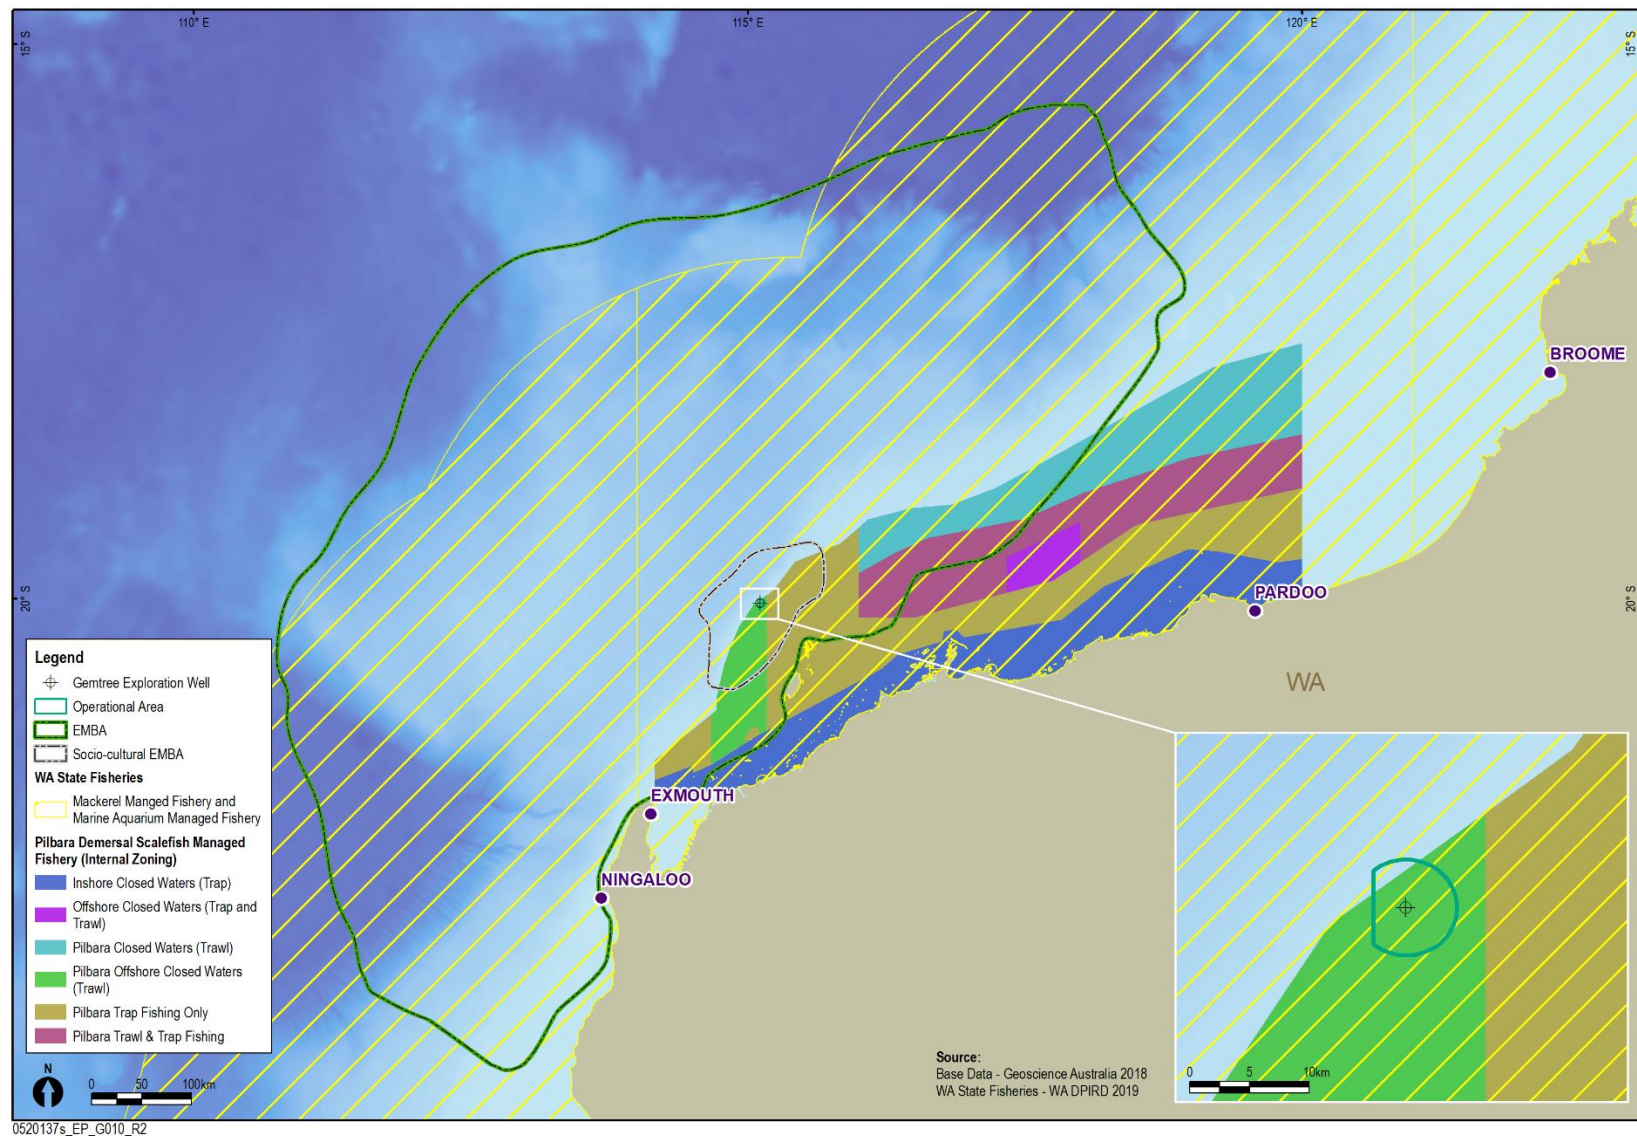 110° E
115° E
120° E
15° S
15° S
BROOME
20° S
20° S
PARDOO
WA
EXMOUTH
NINGALOO
Legend
Gemtree Exploration Well
Operational Area
EMBA
Socio-cultural EMBA
WA State Fisheries
Mackerel Manged Fishery and
Marine Aquarium Managed Fishery
Pilbara Demersal Scalefish Managed
Fishery (Internal Zoning)
Inshore Closed Waters (Trap)
Offshore Closed Waters (Trap and
Trawl)
Pilbara Closed Waters (Trawl)
Pilbara Offshore Closed Waters
(Trawl)
Pilbara Trap Fishing Only
Pilbara Trawl & Trap Fishing
N
0 50 100km
Source:
Base Data - Geoscience Australia 2018
WA State Fisheries - WA DPIRD 2019
0 5 10km
0520137s_EP_G010_R2